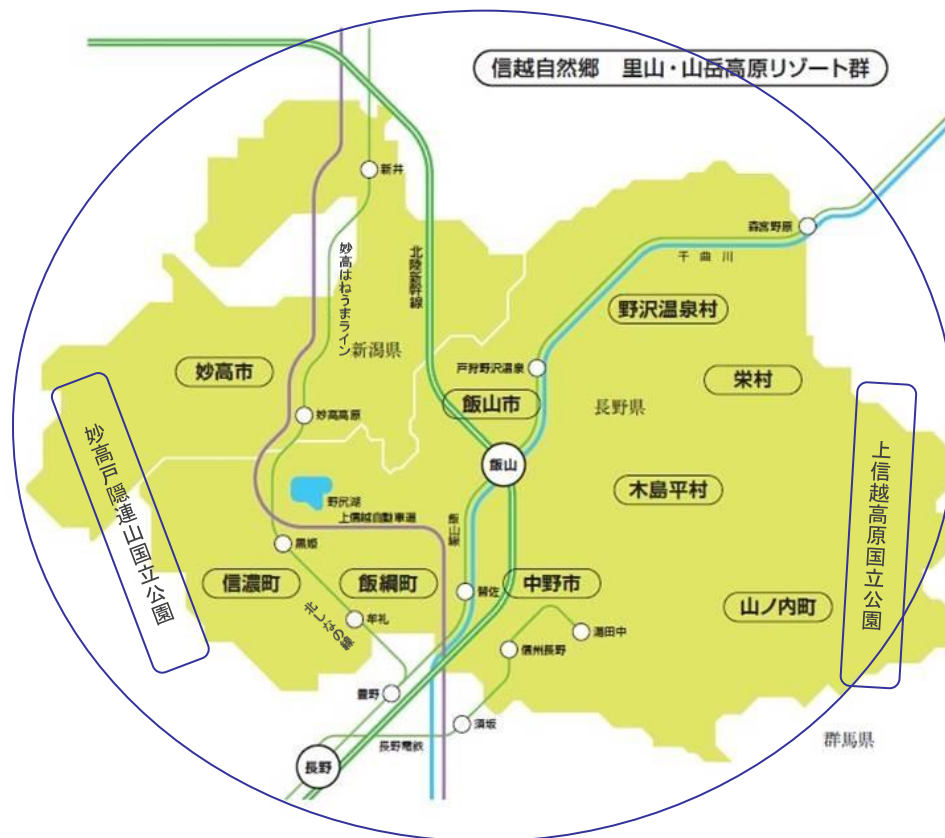 信越自然郷 里山・山岳高原リゾート群
新井
森宮野原
千曲川
妙高はねうまライン
北陸新幹線
野沢温泉村
新潟県
妙高市
戸狩野沢温泉
栄村
飯山市
長野県
妙高高原
妙高戸隠連山国立公園
上信越高原国立公園
飯山
木島平村
野尻湖
上信越自動車道
飯山線
黒姫
信濃町
飯綱町
中野市
替佐
山ノ内町
北しなの線
牟礼
湯田中
信州長野
豊野
須坂
長野電鉄
群馬県
長野